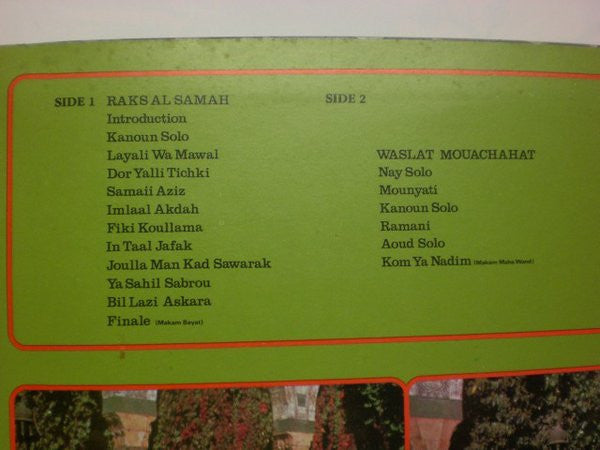 SIDE 1 RAKS AL SAMAH
Introduction
Kanoun Solo
Layali Wa Mawal
Dor Yalli Tichki
Samaii Aziz
Imlaal Akdah
Fiki Koullama
In Taal Jafak
Joulla Man Kad Sawarak
Ya Sahil Sabrou
Bil Lazi Askara
Finale (Makam Bayat)
SIDE 2
WASLAT MOUACHAHAT
Nay Solo
Mounyati
Kanoun Solo
Ramani
Aoud Solo
Kom Ya Nadim (Makam Maha Wand)